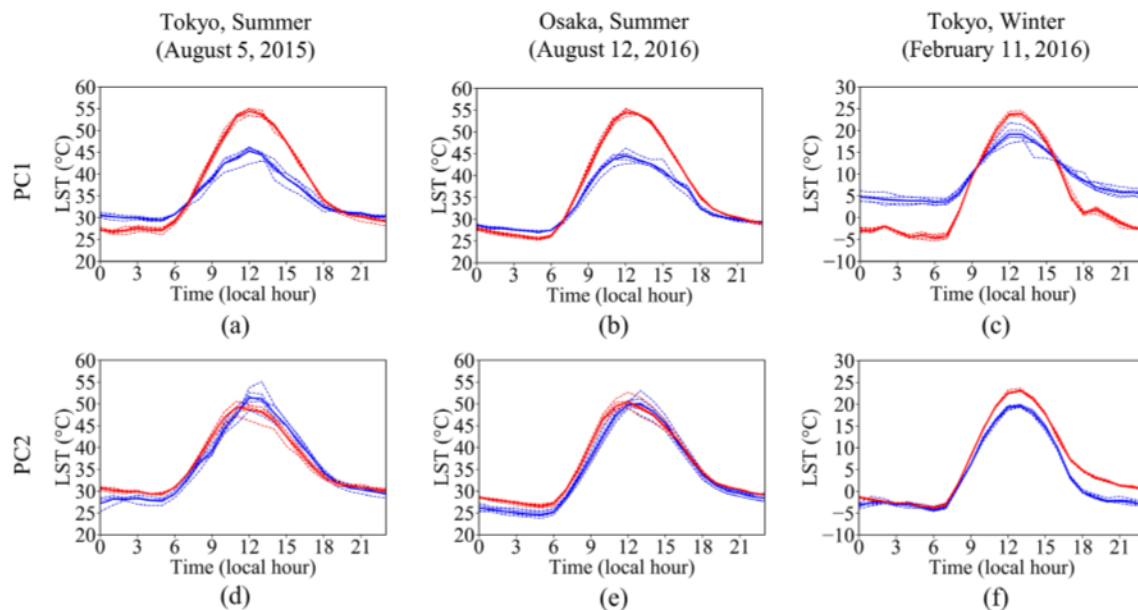 Tokyo, Summer
(August 5, 2015)
Osaka, Summer
(August 12, 2016)
Tokyo, Winter
(February 11, 2016)
PC1
LST (°C)
60
55
50
45
40
35
30
25
20
0 3 6 9 12 15 18 21
Time (local hour)
(a)
LST (°C)
60
55
50
45
40
35
30
25
20
0 3 6 9 12 15 18 21
Time (local hour)
(b)
LST (°C)
30
25
20
15
10
5
0
−5
−10
0 3 6 9 12 15 18 21
Time (local hour)
(c)
PC2
LST (°C)
60
55
50
45
40
35
30
25
20
0 3 6 9 12 15 18 21
Time (local hour)
(d)
LST (°C)
60
55
50
45
40
35
30
25
20
0 3 6 9 12 15 18 21
Time (local hour)
(e)
LST (°C)
30
25
20
15
10
5
0
−5
−10
0 3 6 9 12 15 18 21
Time (local hour)
(f)